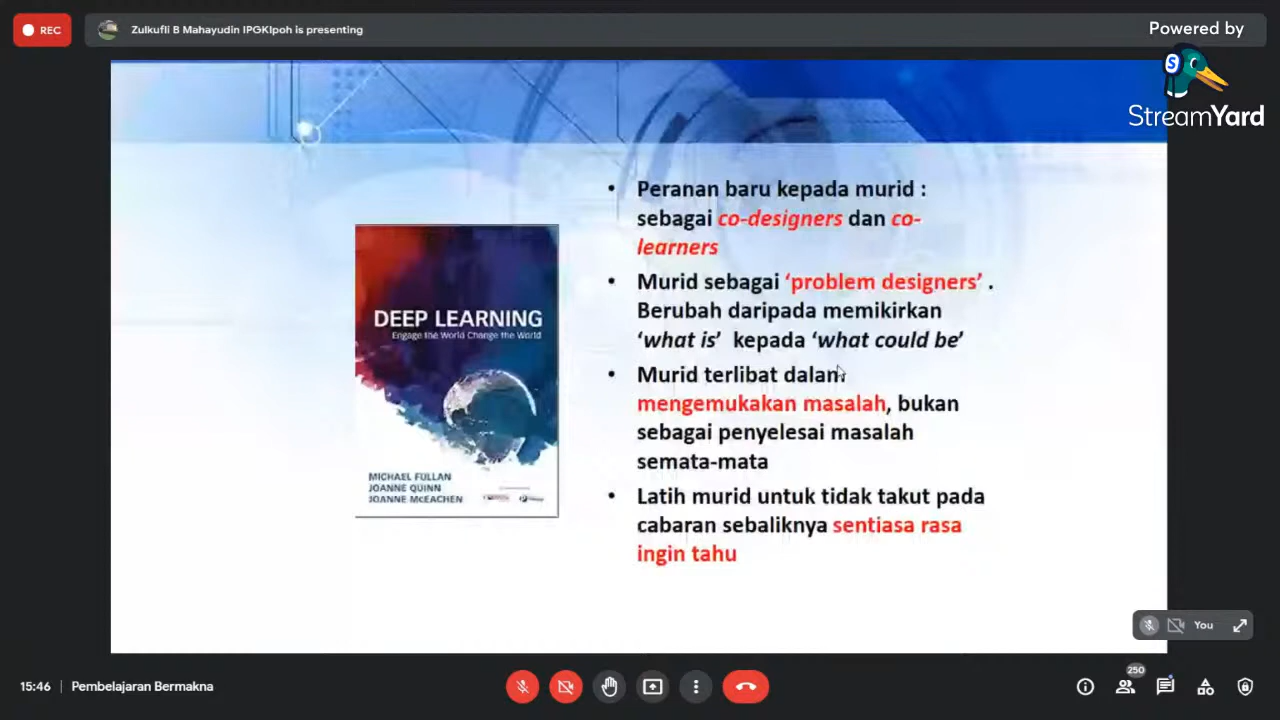 REC
Zulkufli B Mahayudin IPGKIpoh is presenting
Powered by
S
StreamYard
• Peranan baru kepada murid :
sebagai co-designers dan co-
learners
• Murid sebagai ‘problem designers’ .
Berubah daripada memikirkan
‘what is’ kepada ‘what could be’
• Murid terlibat dalam
mengemukakan masalah, bukan
sebagai penyelesai masalah
semata-mata
• Latih murid untuk tidak takut pada
cabaran sebaliknya sentiasa rasa
ingin tahu
DEEP LEARNING
Engage the World Change the World
MICHAEL FULLAN
JOANNE QUINN
JOANNE McEACHEN
You
15:46 | Pembelajaran Bermakna
250